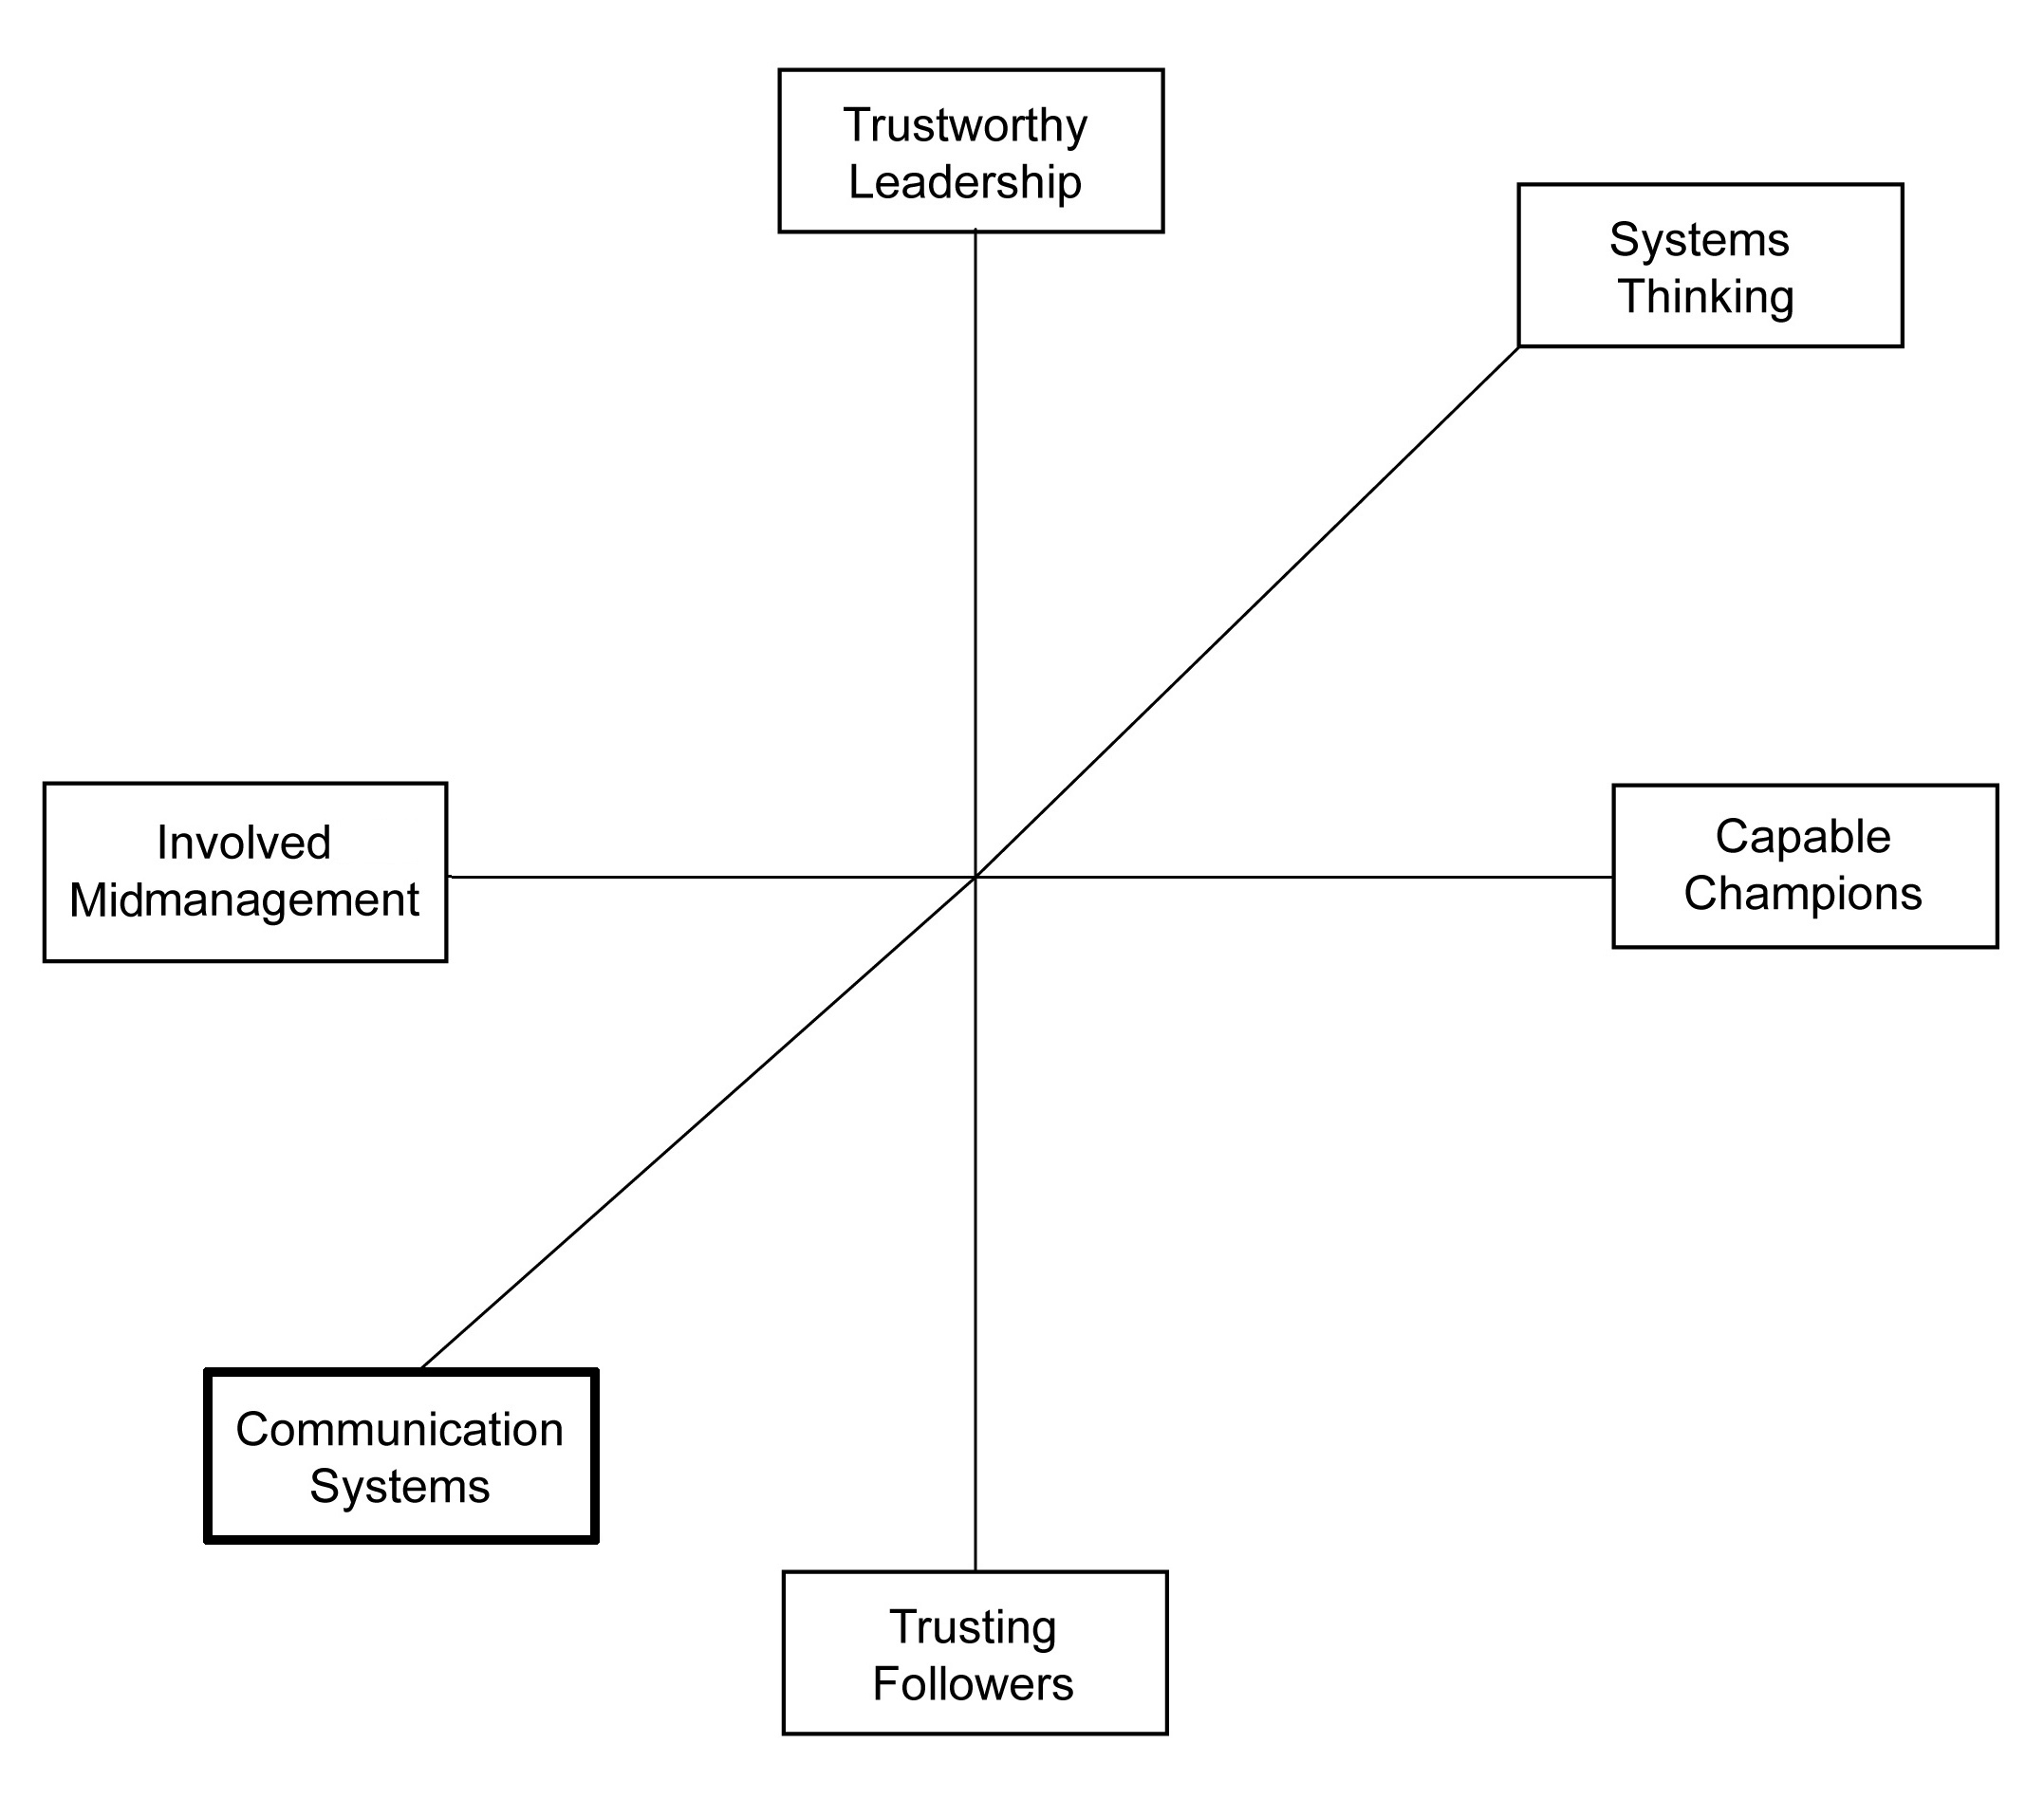 Trustworthy
Leadership
Systems
Thinking
Involved
Midmanagement
Capable
Champions
Communication
Systems
Trusting
Followers